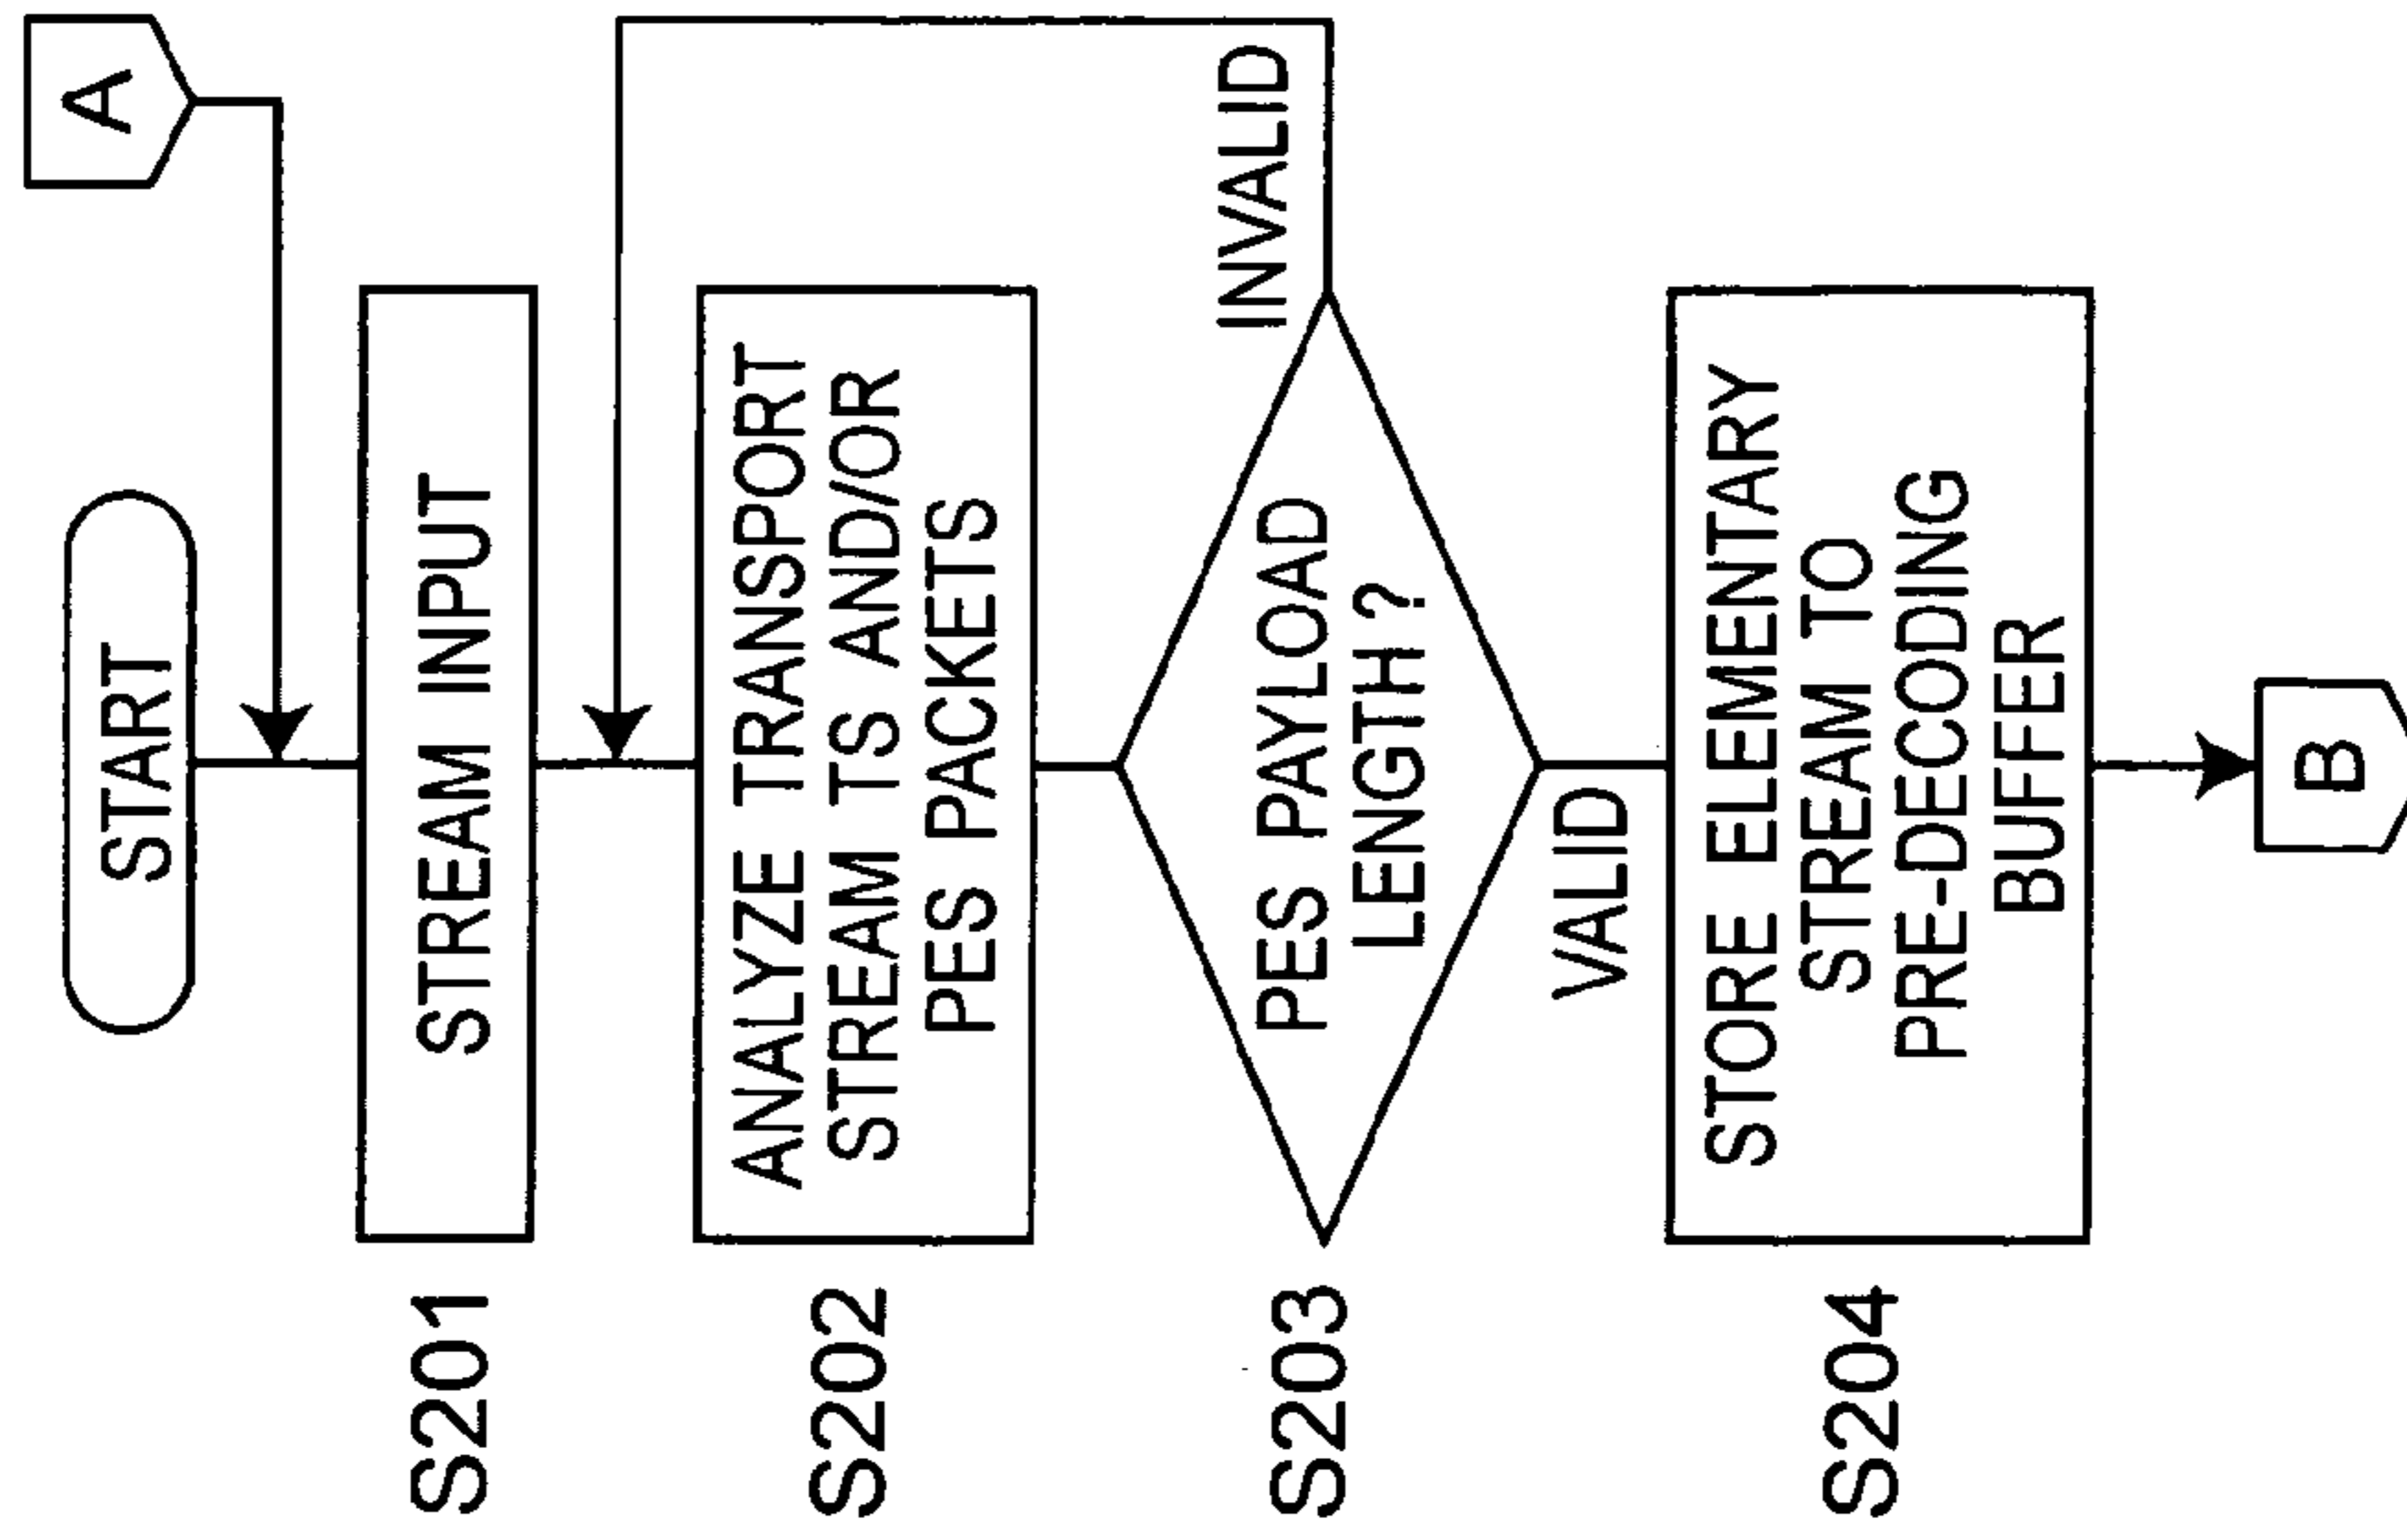 START
A
S201
STREAM INPUT
S202
ANALYZE TRANSPORT
STREAM TS AND/OR
PES PACKETS
S203
PES PAYLOAD
LENGTH?
INVALID
VALID
S204
STORE ELEMENTARY
STREAM TO
PRE-DECODING
BUFFER
B